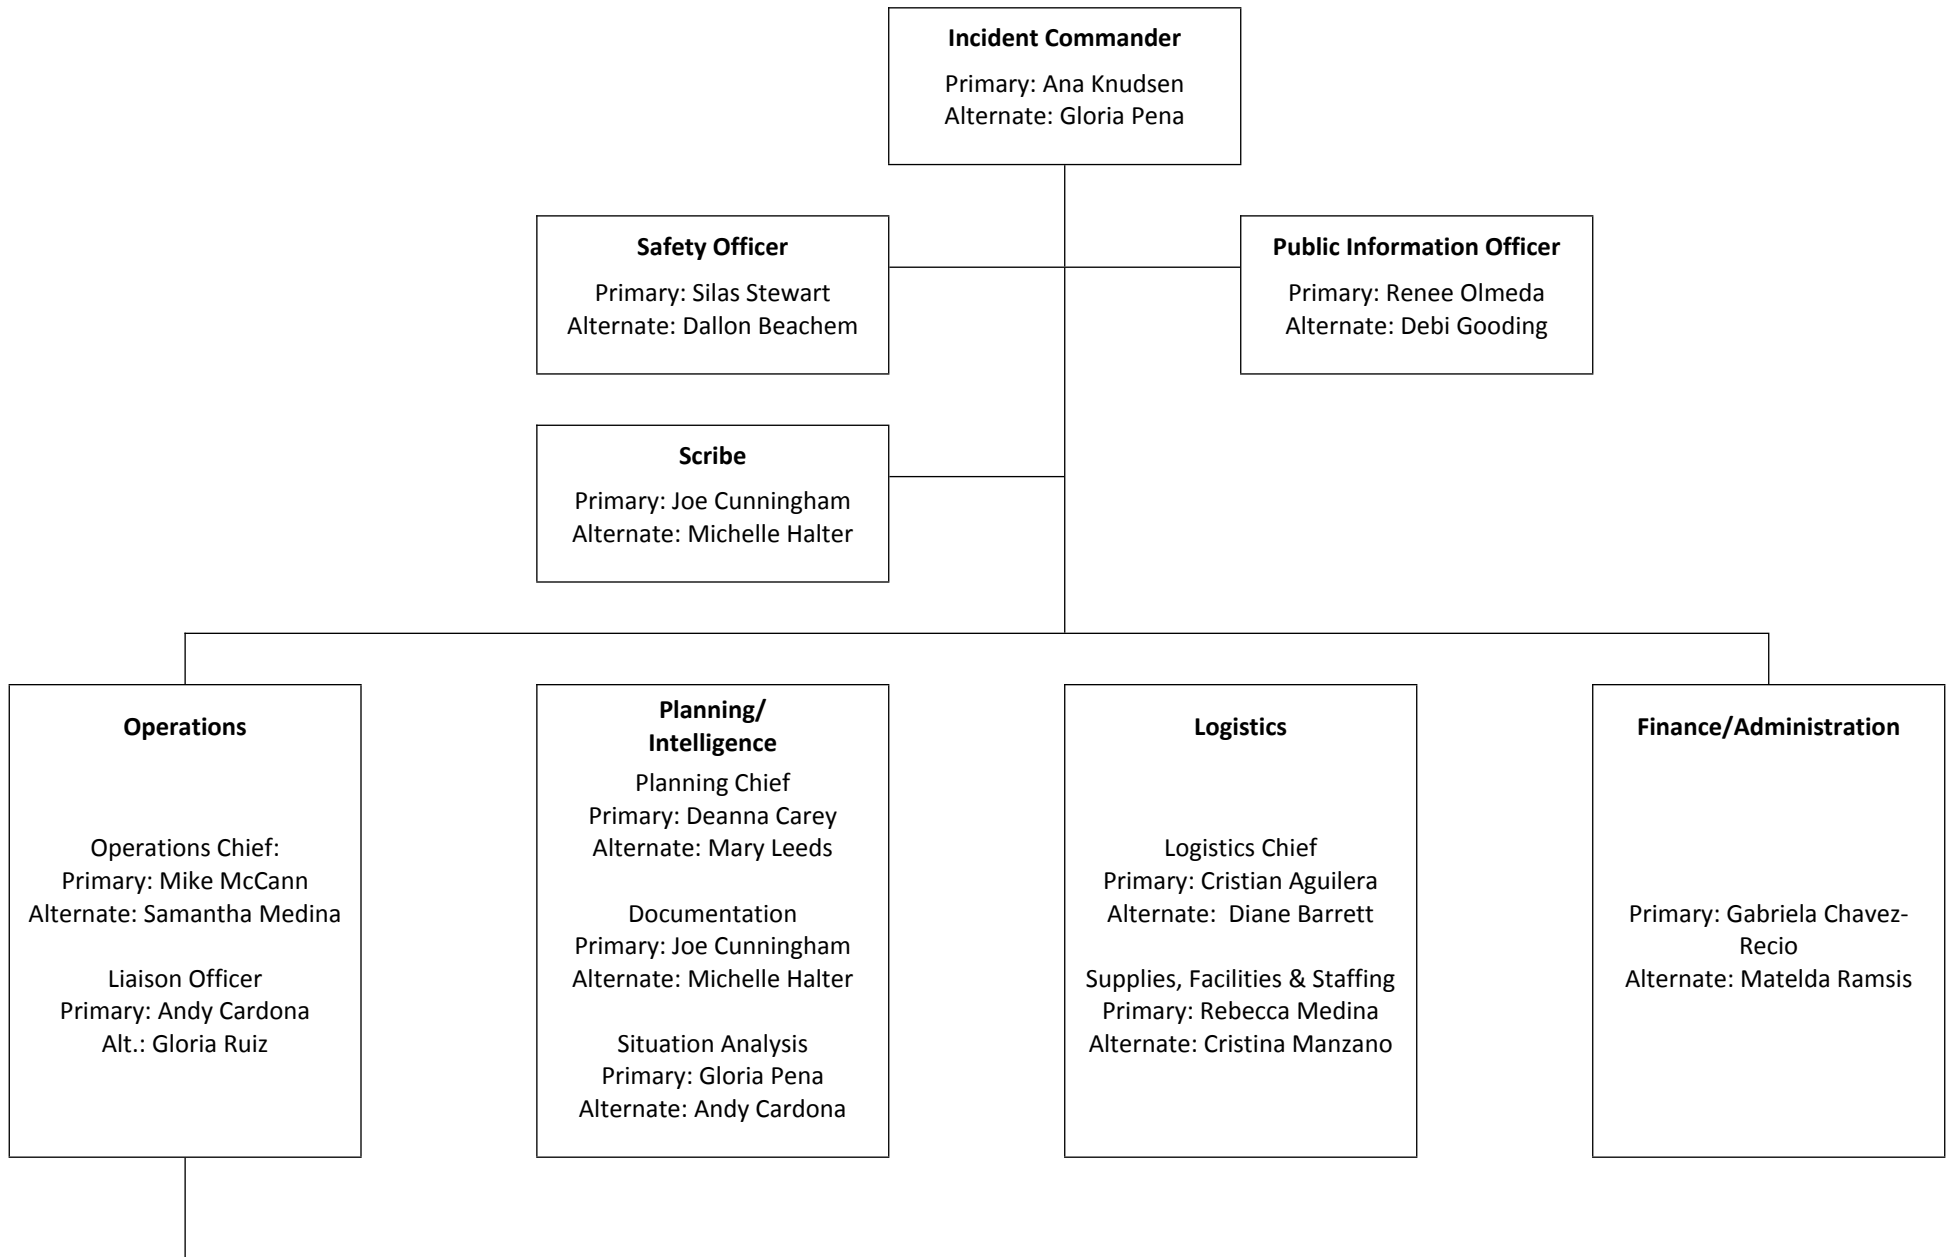 Incident Commander
Primary: Ana Knudsen
Alternate: Gloria Pena
Safety Officer
Primary: Silas Stewart
Alternate: Dallon Beachem
Public Information Officer
Primary: Renee Olmeda
Alternate: Debi Gooding
Scribe
Primary: Joe Cunningham
Alternate: Michelle Halter
Operations
Operations Chief:
Primary: Mike McCann
Alternate: Samantha Medina
Liaison Officer
Primary: Andy Cardona
Alt.: Gloria Ruiz
Planning/
Intelligence
Planning Chief
Primary: Deanna Carey
Alternate: Mary Leeds
Documentation
Primary: Joe Cunningham
Alternate: Michelle Halter
Situation Analysis
Primary: Gloria Pena
Alternate: Andy Cardona
Logistics
Logistics Chief
Primary: Cristian Aguilera
Alternate:  Diane Barrett
Supplies, Facilities & Staffing
Primary: Rebecca Medina
Alternate: Cristina Manzano
Finance/Administration
Primary: Gabriela Chavez-
Recio
Alternate: Matelda Ramsis